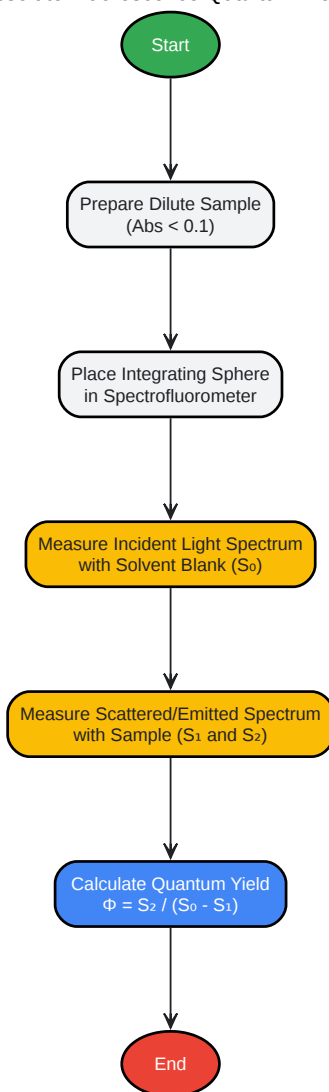 Start
Prepare Dilute Sample
(Abs < 0.1)
Place Integrating Sphere
in Spectrofluorometer
Measure Incident Light Spectrum
with Solvent Blank (S₀)
Measure Scattered/Emitted Spectrum
with Sample (S₁ and S₂)
Calculate Quantum Yield
Φ = S₂ / (S₀ - S₁)
End